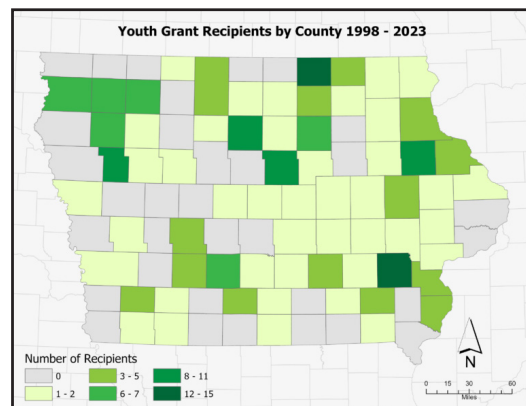 Youth Grant Recipients by County 1998 - 2023
Number of Recipients
0
3 - 5
8 - 11
1 - 2
6 - 7
12 - 15
N
0 15 30 60
Miles